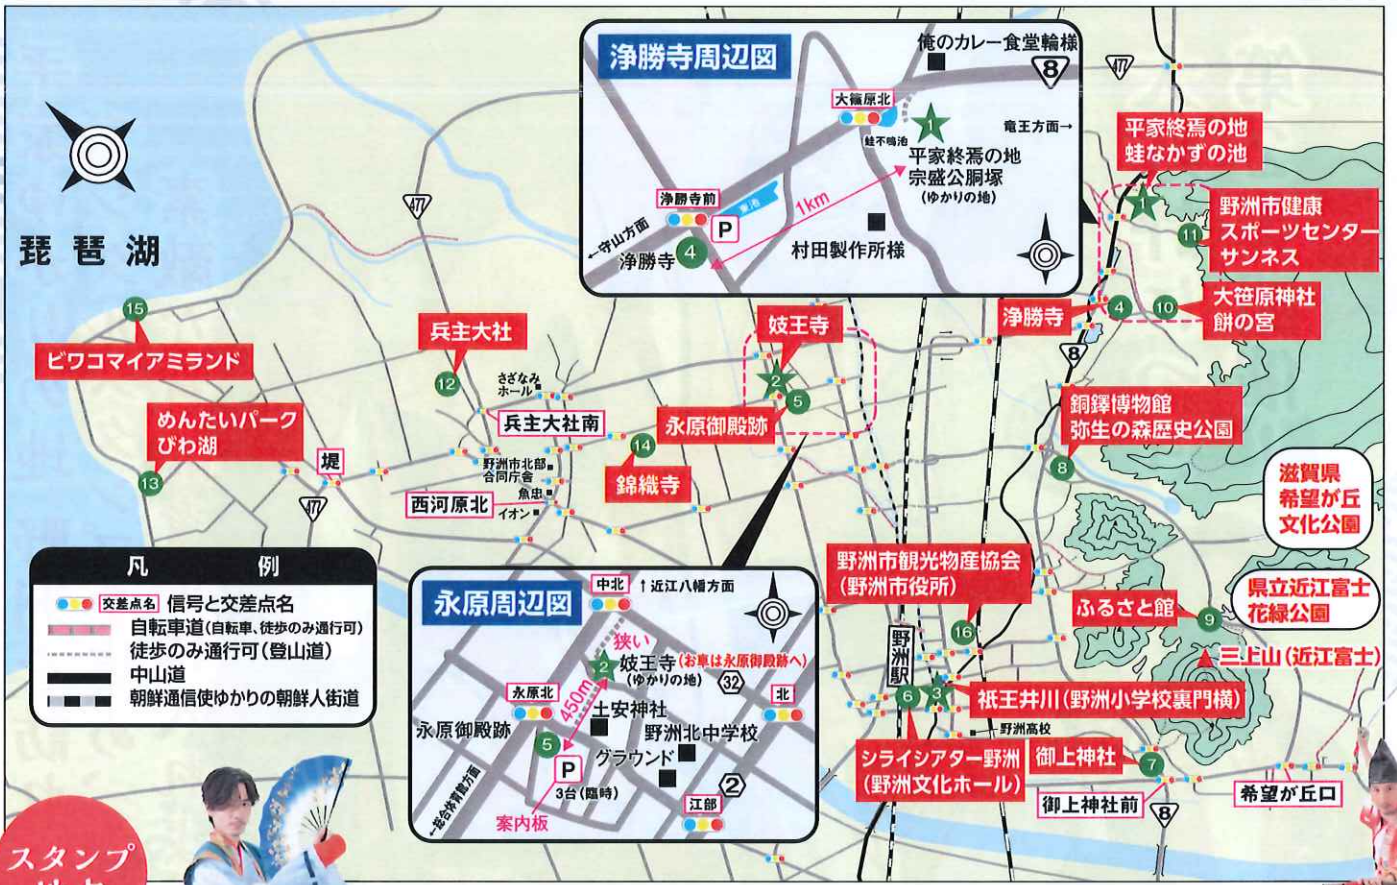 浄勝寺周辺図
俺のカレー食堂輪様
8
大篠原北
1
竜王方面→
蛙不鳴池
平家終焉の地
宗盛公胴塚
(ゆかりの地)
浄勝寺前
東池
1km
P
←守山方面
浄勝寺
4
村田製作所様
477
平家終焉の地
蛙なかずの池
1
野洲市健康
スポーツセンター
サンネス
11
浄勝寺
4
10
大笹原神社
餅の宮
8
琵琶湖
477
15
ビワコマイアミランド
兵主大社
12
さざなみ
ホール
兵主大社南
妓王寺
2
5
永原御殿跡
14
錦織寺
めんたいパーク
びわ湖
13
堤
477
野洲市北部
合同庁舎
魚忠
西河原北
イオン
銅鐸博物館
弥生の森歴史公園
8
滋賀県
希望が丘
文化公園
県立近江富士
花緑公園
ふるさと館
9
三上山(近江富士)
野洲市観光物産協会
(野洲市役所)
16
野洲駅
6
3
祇王井川(野洲小学校裏門横)
野洲高校
シライシアター野洲
(野洲文化ホール)
御上神社
7
御上神社前
8
希望が丘口
凡例
交差点名 信号と交差点名
自転車道(自転車、徒歩のみ通行可)
徒歩のみ通行可(登山道)
中山道
朝鮮通信使ゆかりの朝鮮人街道
永原周辺図
中北
↑近江八幡方面
狭い
2
妓王寺(お車は永原御殿跡へ)
(ゆかりの地)
32
永原北
450m
北
土安神社
永原御殿跡
5
野洲北中学校
グラウンド
P
3台(臨時)
2
←総合体育館方面
案内板
江部
スタンプ